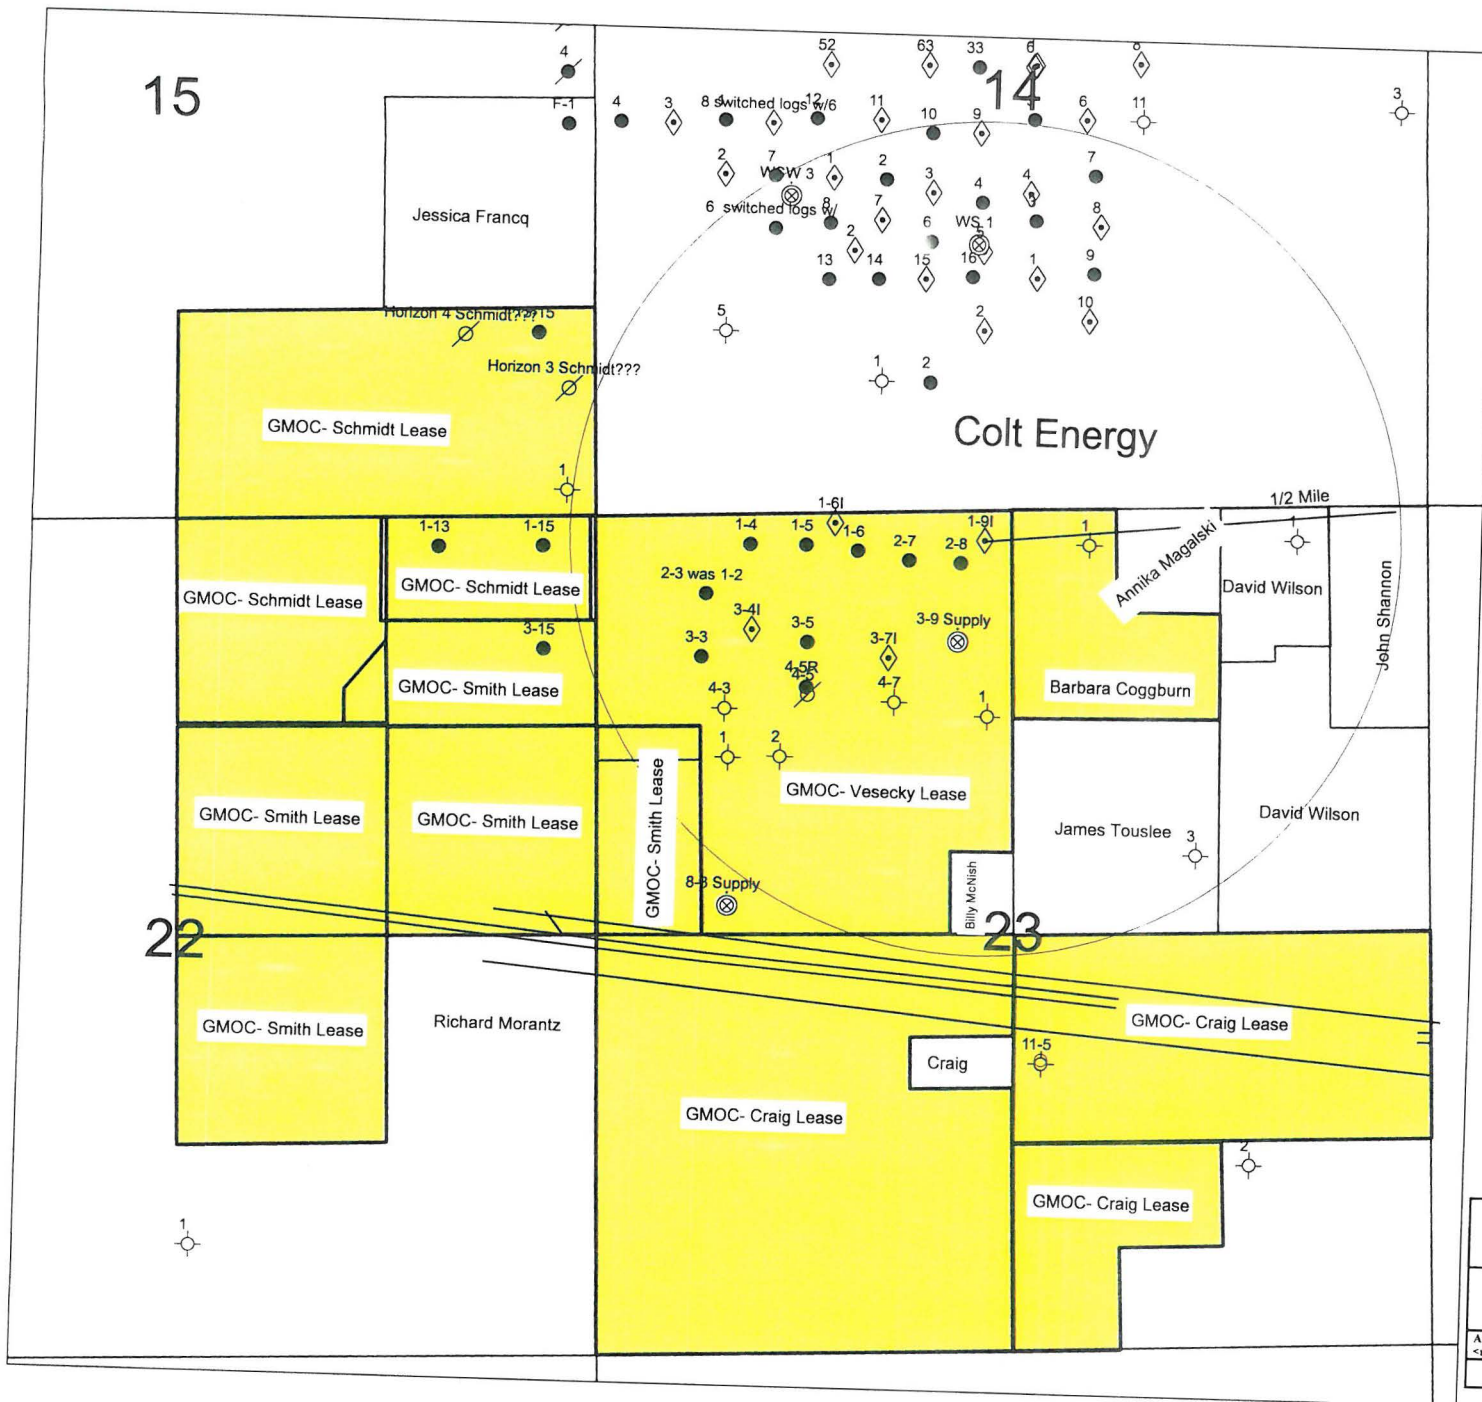 15
14
4
52
63
33
6
8
F-1
4
3
8 switched logs w/6
12
11
10
9
6
11
3
2
7
WSW 3
1
2
3
4
4
7
Jessica Francq
6 switched logs w/
8
7
6
WS 1
5
3
8
2
13
14
15
16
1
9
5
2
10
Horizon 4 Schmidt???
Horizon 3 Schmidt???
1
2
GMOC- Schmidt Lease
Colt Energy
1
1/2 Mile
1-6I
1-9I
1-13
1-15
1-4
1-5
1-6
2-7
2-8
1
1
Annika Magalski
GMOC- Schmidt Lease
GMOC- Schmidt Lease
2-3 was 1-2
David Wilson
John Shannon
3-4I
3-5
3-9 Supply
3-15
3-3
3-7I
4-5R
4-5
GMOC- Smith Lease
4-3
4-7
1
Barbara Coggburn
1
2
GMOC- Smith Lease
GMOC- Smith Lease
GMOC- Smith Lease
GMOC- Vesecky Lease
James Touslee
3
David Wilson
8-3 Supply
Billy McNish
22
23
GMOC- Smith Lease
Richard Morantz
GMOC- Craig Lease
Craig
11-5
GMOC- Craig Lease
2
GMOC- Craig Lease
1